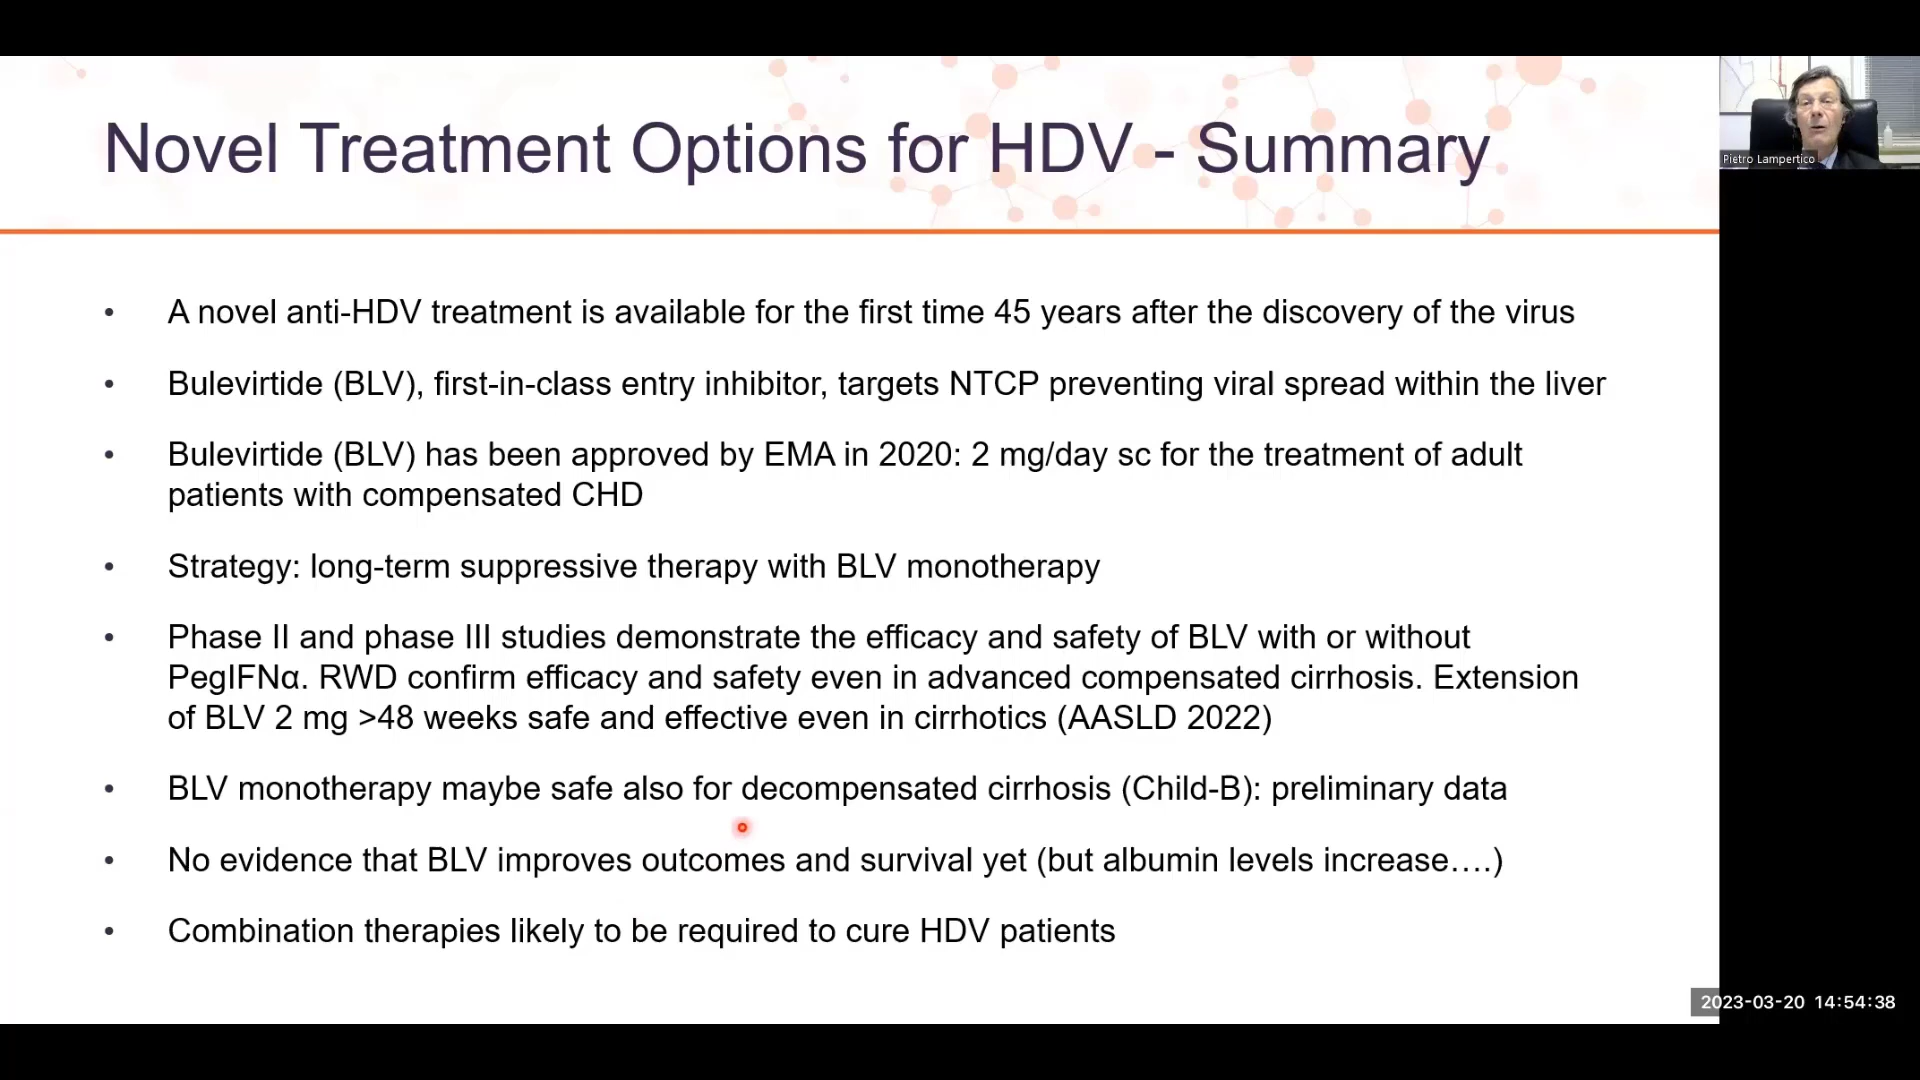 Novel Treatment Options for HDV - Summary
Pietro Lampertico
• A novel anti-HDV treatment is available for the first time 45 years after the discovery of the virus
• Bulevirtide (BLV), first-in-class entry inhibitor, targets NTCP preventing viral spread within the liver
• Bulevirtide (BLV) has been approved by EMA in 2020: 2 mg/day sc for the treatment of adult
patients with compensated CHD
• Strategy: long-term suppressive therapy with BLV monotherapy
• Phase II and phase III studies demonstrate the efficacy and safety of BLV with or without
PegIFNα. RWD confirm efficacy and safety even in advanced compensated cirrhosis. Extension
of BLV 2 mg >48 weeks safe and effective even in cirrhotics (AASLD 2022)
• BLV monotherapy maybe safe also for decompensated cirrhosis (Child-B): preliminary data
• No evidence that BLV improves outcomes and survival yet (but albumin levels increase….)
• Combination therapies likely to be required to cure HDV patients
2023-03-20 14:54:38